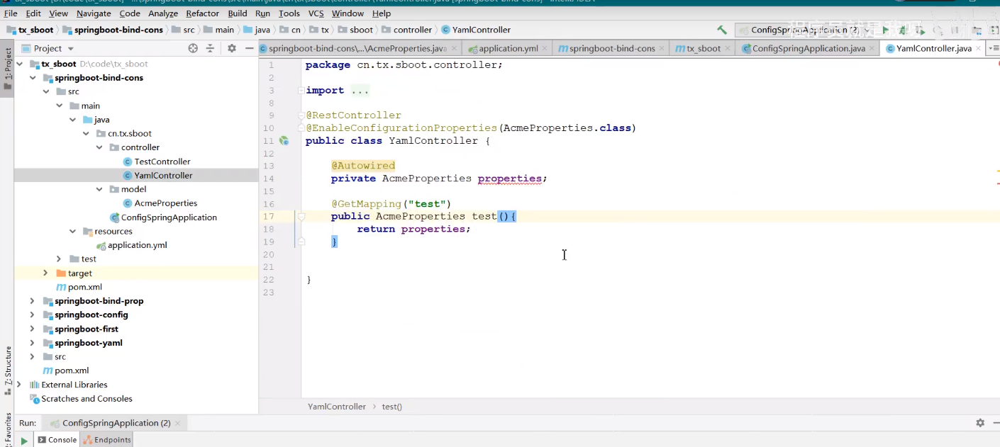 File Edit View Navigate Code Analyze Refactor Build Run Tools VCS Window Help
tx_sboot springboot-bind-cons src main java cn tx sboot controller YamlController ConfigSpringApplication (2)
Project springboot-bind-cons\...\AcmeProperties.java application.yml springboot-bind-cons tx_sboot ConfigSpringApplication.java YamlController.java
1: Project
tx_sboot D:\code\tx_sboot
springboot-bind-cons
src
main
java
cn.tx.sboot
controller
TestController
YamlController
model
AcmeProperties
ConfigSpringApplication
resources
application.yml
test
target
pom.xml
springboot-bind-prop
springboot-config
springboot-first
springboot-yaml
src
pom.xml
External Libraries
Scratches and Consoles
Z: Structure
2: Favorites
1 package cn.tx.sboot.controller;
2
3 import ...
8
9 @RestController
10 @EnableConfigurationProperties(AcmeProperties.class)
11 public class YamlController {
12
13 @Autowired
14 private AcmeProperties properties;
15
16 @GetMapping("test")
17 public AcmeProperties test(){
18 return properties;
19 }
20
21
22 }
23
YamlController › test()
Run: ConfigSpringApplication (2)
Console Endpoints